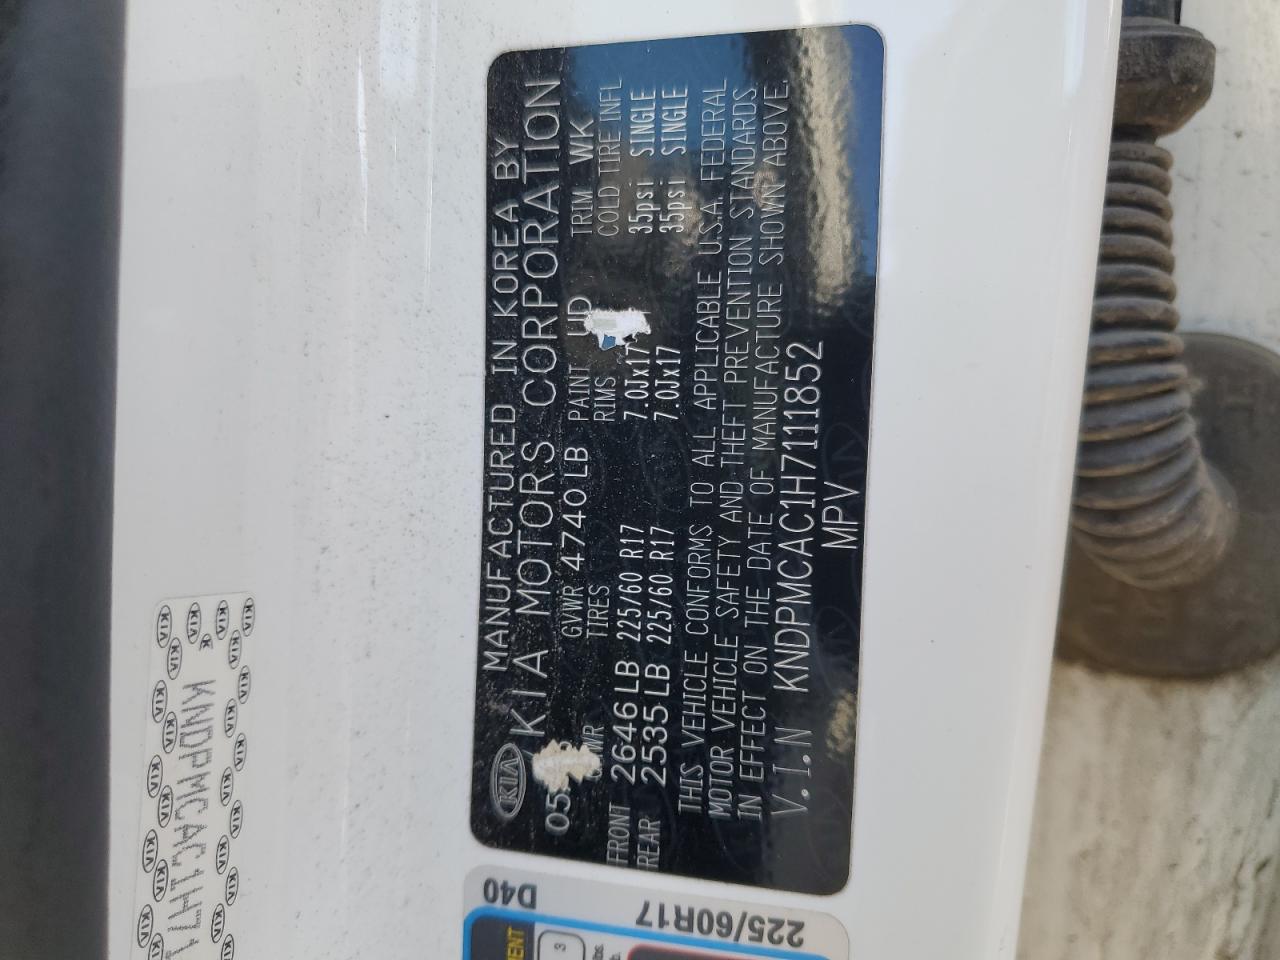 MANUFACTURED IN KOREA BY
KIA KIA MOTORS CORPORATION
GVWR 4740LB PAINT UD TRIM WK
TIRES RIMS COLD TIRE INFL
FRONT 2646LB 225/60 R17 7.0Jx17 35psi SINGLE
REAR 2535LB 225/60 R17 7.0Jx17 35psi SINGLE
THIS VEHICLE CONFORMS TO ALL APPLICABLE U.S.A. FEDERAL
MOTOR VEHICLE SAFETY AND THEFT PREVENTION STANDARDS
IN EFFECT ON THE DATE OF MANUFACTURE SHOWN ABOVE.
V.I.N KNDPMCAC1H7111852
MPV
D40
225/60R17
3